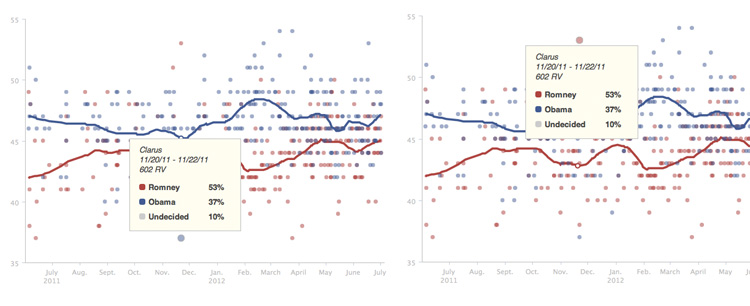 55
50
45
40
35
Clarus
11/20/11 - 11/22/11
602 RV
Romney 53%
Obama 37%
Undecided 10%
July Aug. Sept. Oct. Nov. Dec. Jan. Feb. March April May June July
2011 2012
55
50
45
40
35
Clarus
11/20/11 - 11/22/11
602 RV
Romney 53%
Obama 37%
Undecided 10%
July Aug. Sept. Oct. Nov. Dec. Jan. Feb. March April May June
2011 2012